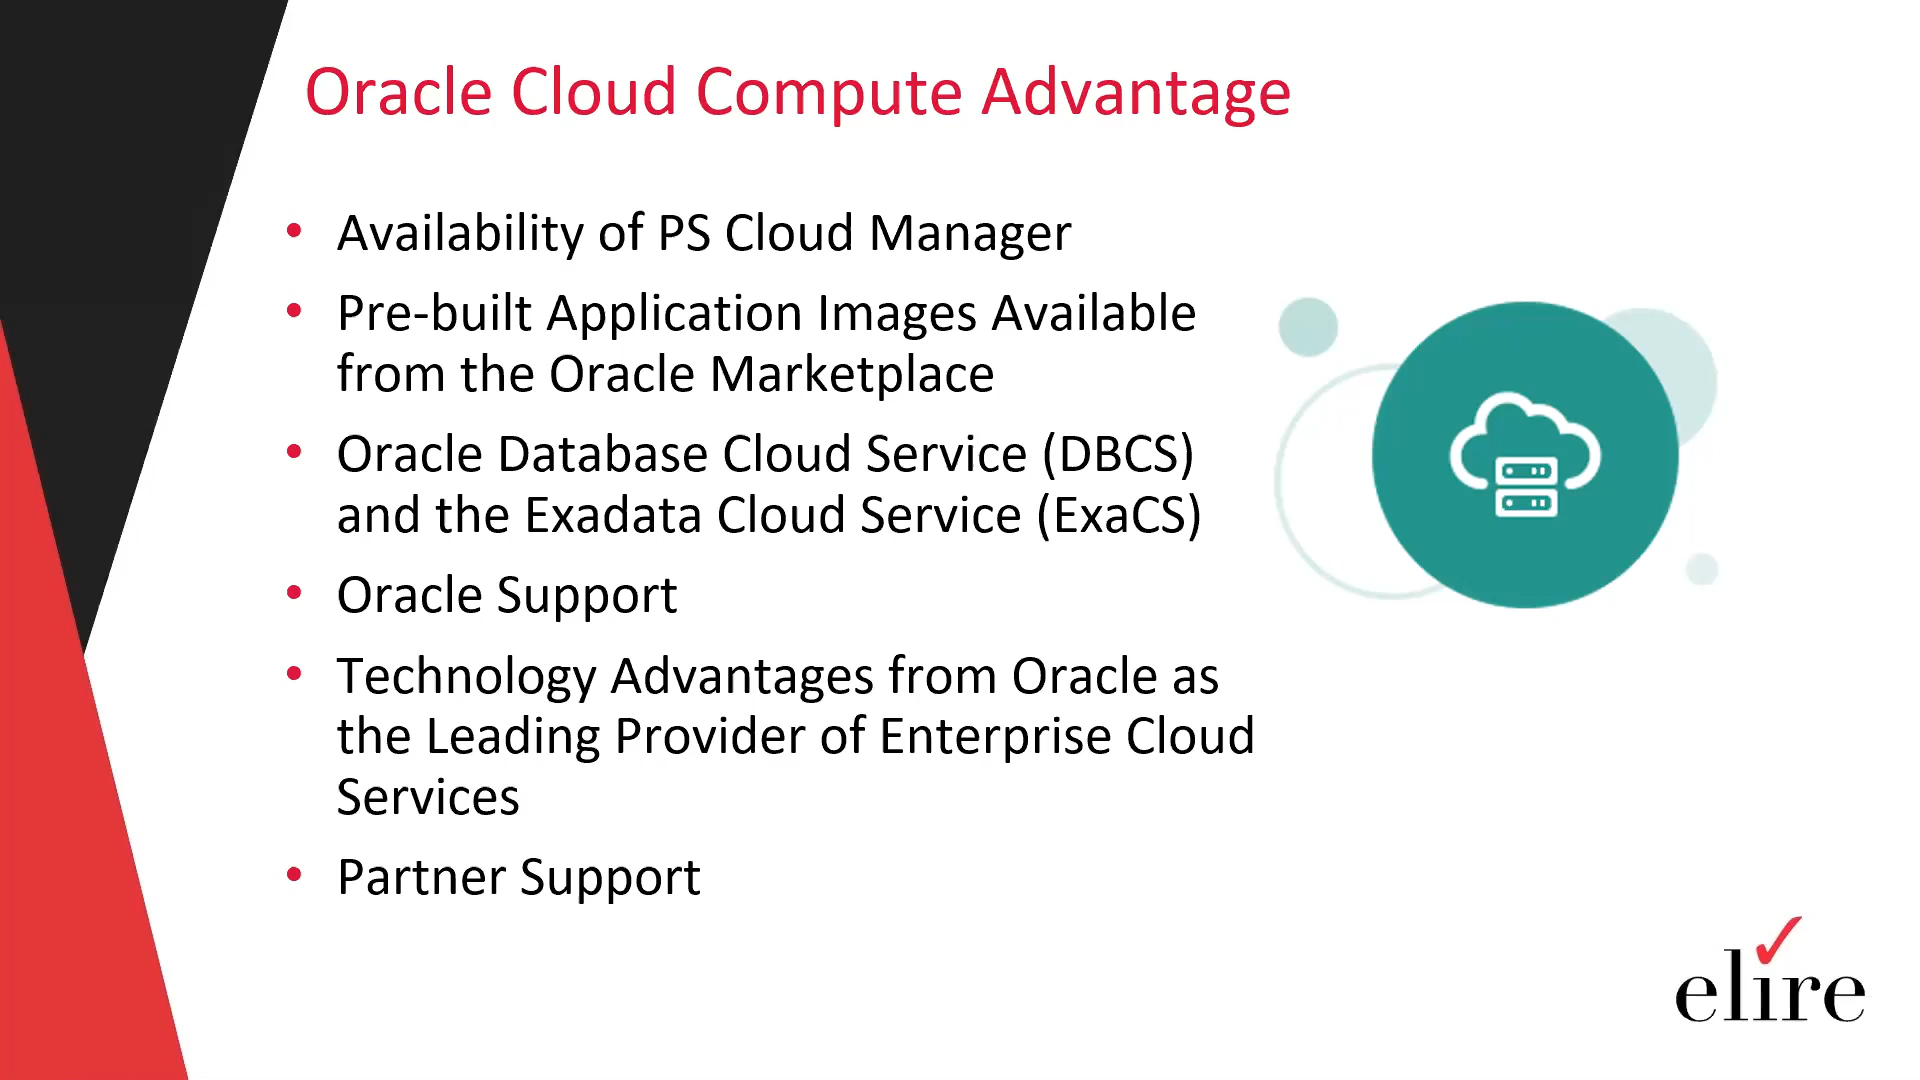 Oracle Cloud Compute Advantage
• Availability of PS Cloud Manager
• Pre-built Application Images Available
from the Oracle Marketplace
• Oracle Database Cloud Service (DBCS)
and the Exadata Cloud Service (ExaCS)
• Oracle Support
• Technology Advantages from Oracle as
the Leading Provider of Enterprise Cloud
Services
• Partner Support
elire